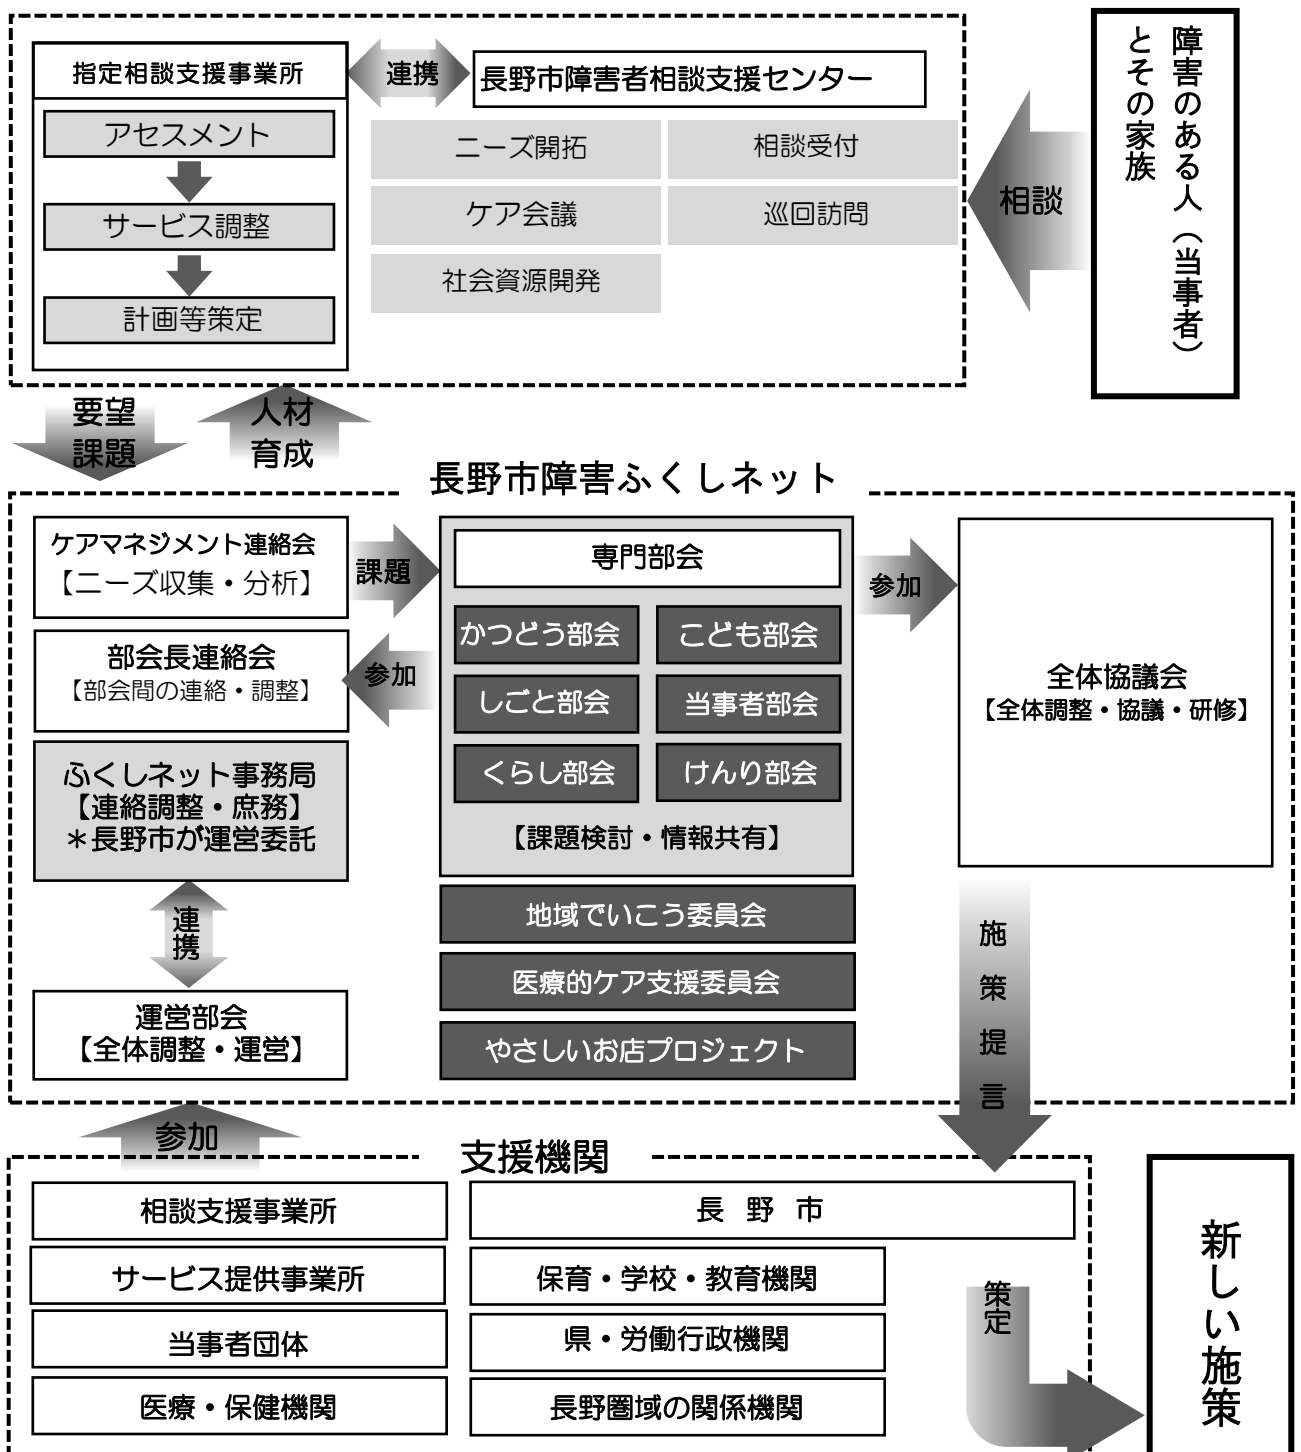 指定相談支援事業所
アセスメント
サービス調整
計画等策定
連携
長野市障害者相談支援センター
ニーズ開拓
相談受付
ケア会議
巡回訪問
社会資源開発
相談
障害のある人（当事者）
とその家族
要望
課題
人材
育成
長野市障害ふくしネット
ケアマネジメント連絡会
【ニーズ収集・分析】
課題
部会長連絡会
【部会間の連絡・調整】
参加
ふくしネット事務局
【連絡調整・庶務】
＊長野市が運営委託
連携
運営部会
【全体調整・運営】
専門部会
かつどう部会
こども部会
しごと部会
当事者部会
くらし部会
けんり部会
【課題検討・情報共有】
地域でいこう委員会
医療的ケア支援委員会
やさしいお店プロジェクト
参加
全体協議会
【全体調整・協議・研修】
施策提言
参加
支援機関
相談支援事業所
長 野 市
サービス提供事業所
保育・学校・教育機関
当事者団体
県・労働行政機関
医療・保健機関
長野圏域の関係機関
策定
新しい施策